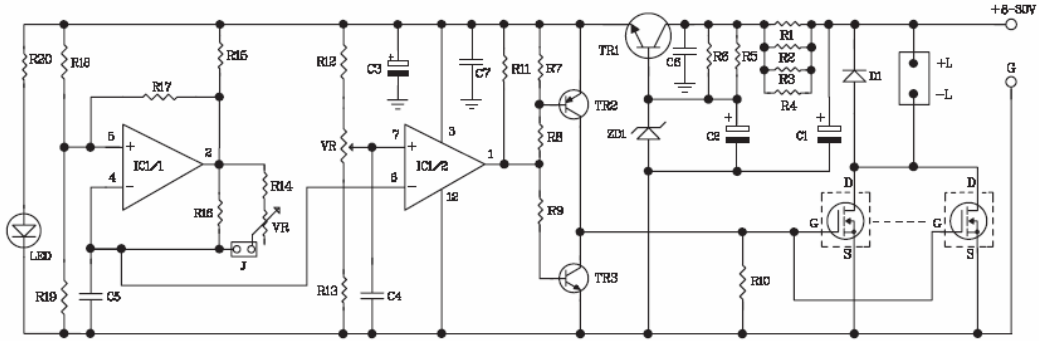 +8-30V
R20
R18
R15
R12
C3
C7
R11
R7
TR1
C6
R6
R5
R1
R2
R3
R4
D1
+L
-L
G
R17
TR2
5
+
IC1/1
2
4
-
VR
7
+
3
IC1/2
1
6
-
12
R8
ZD1
+
C2
+
C1
R14
R16
VR
R9
D
G
S
D
G
S
LED
J
TR3
R19
C5
R13
C4
R10